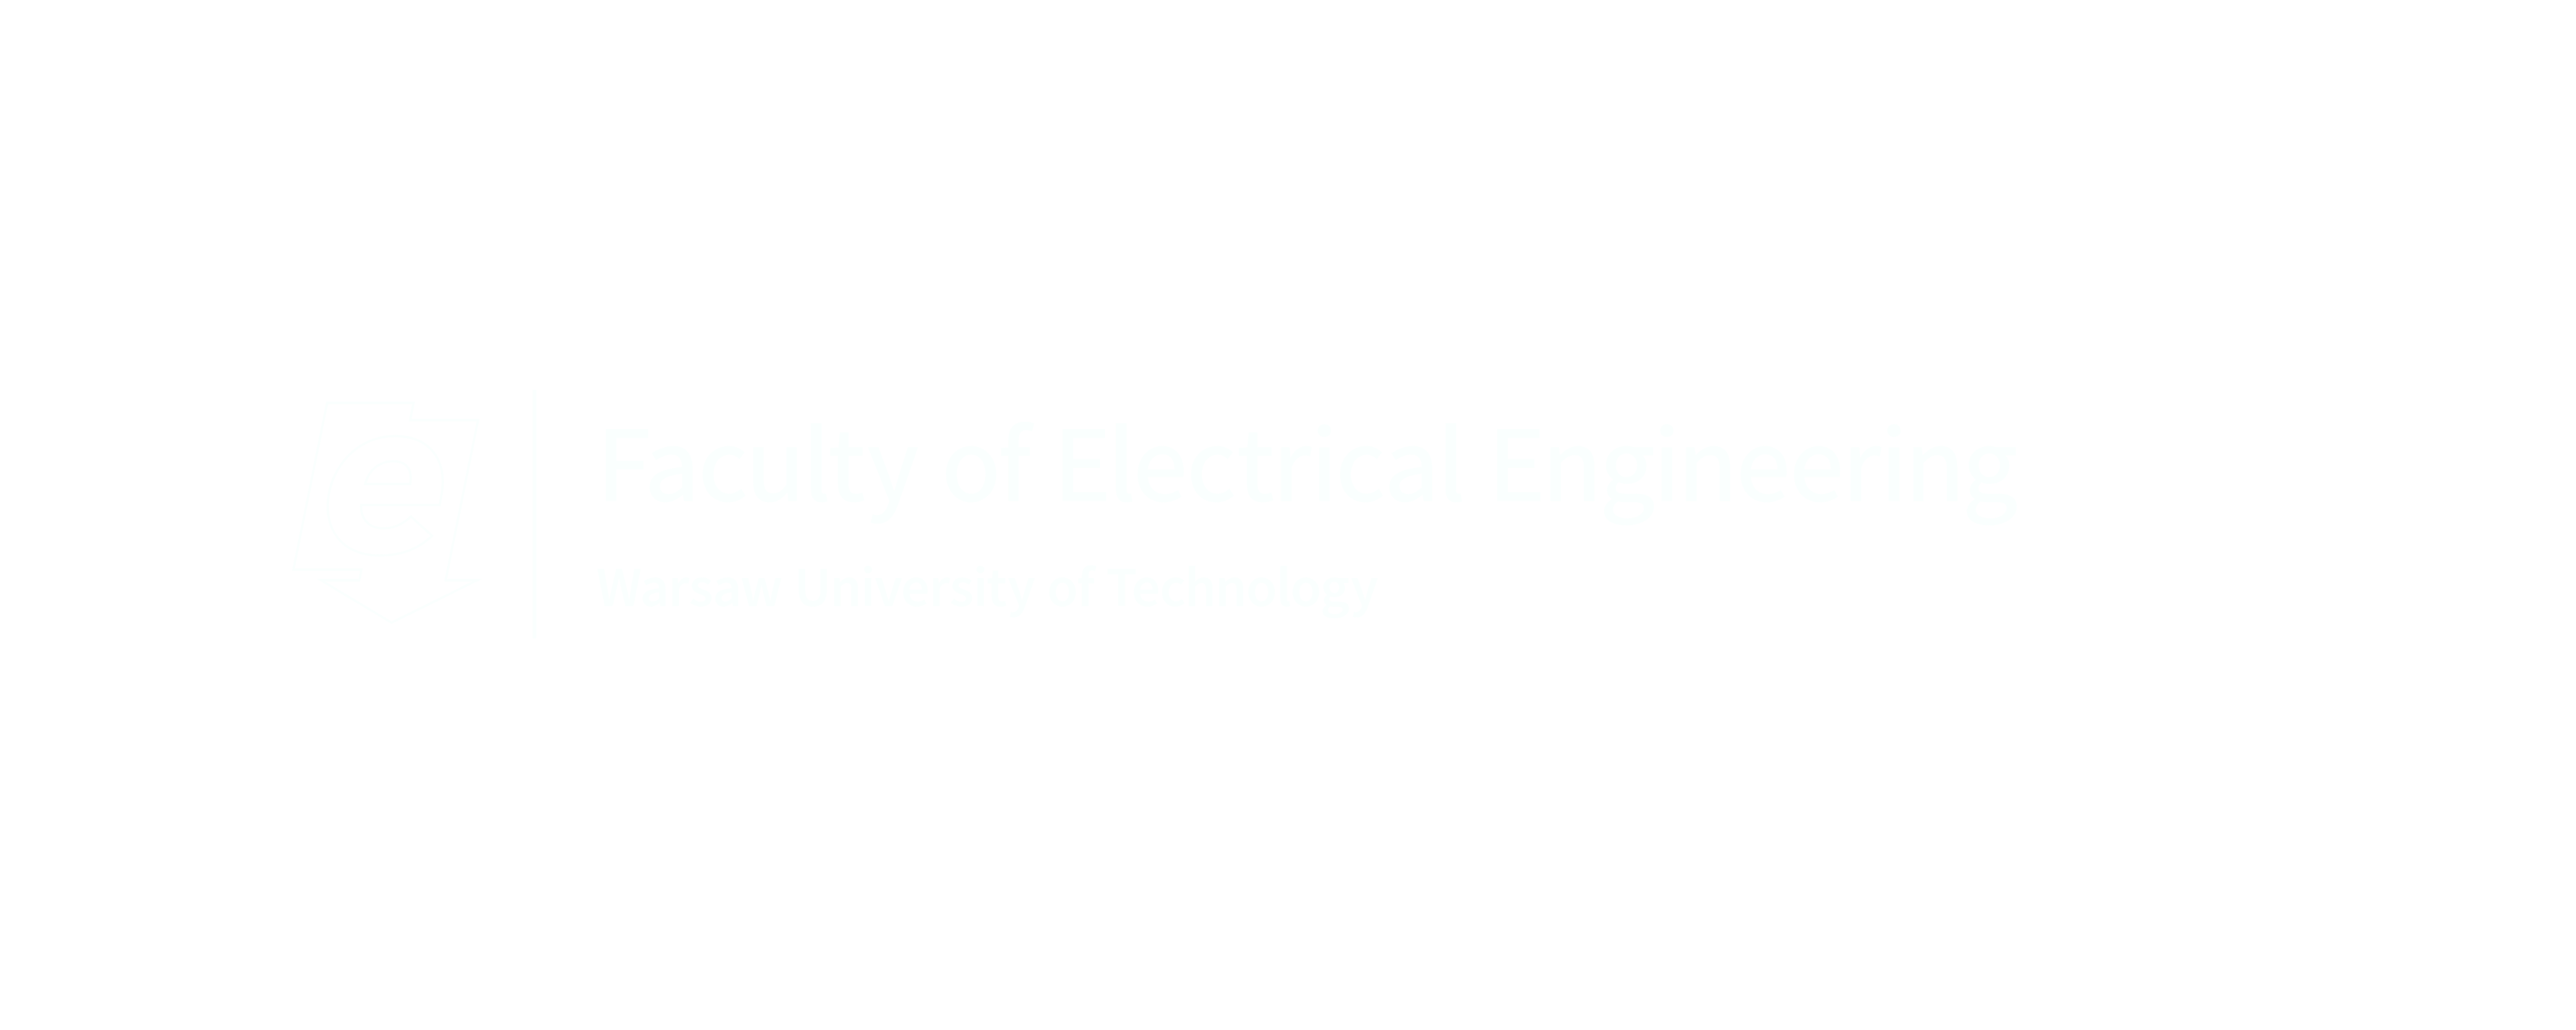 e
Faculty of Electrical Engineering
Warsaw University of Technology